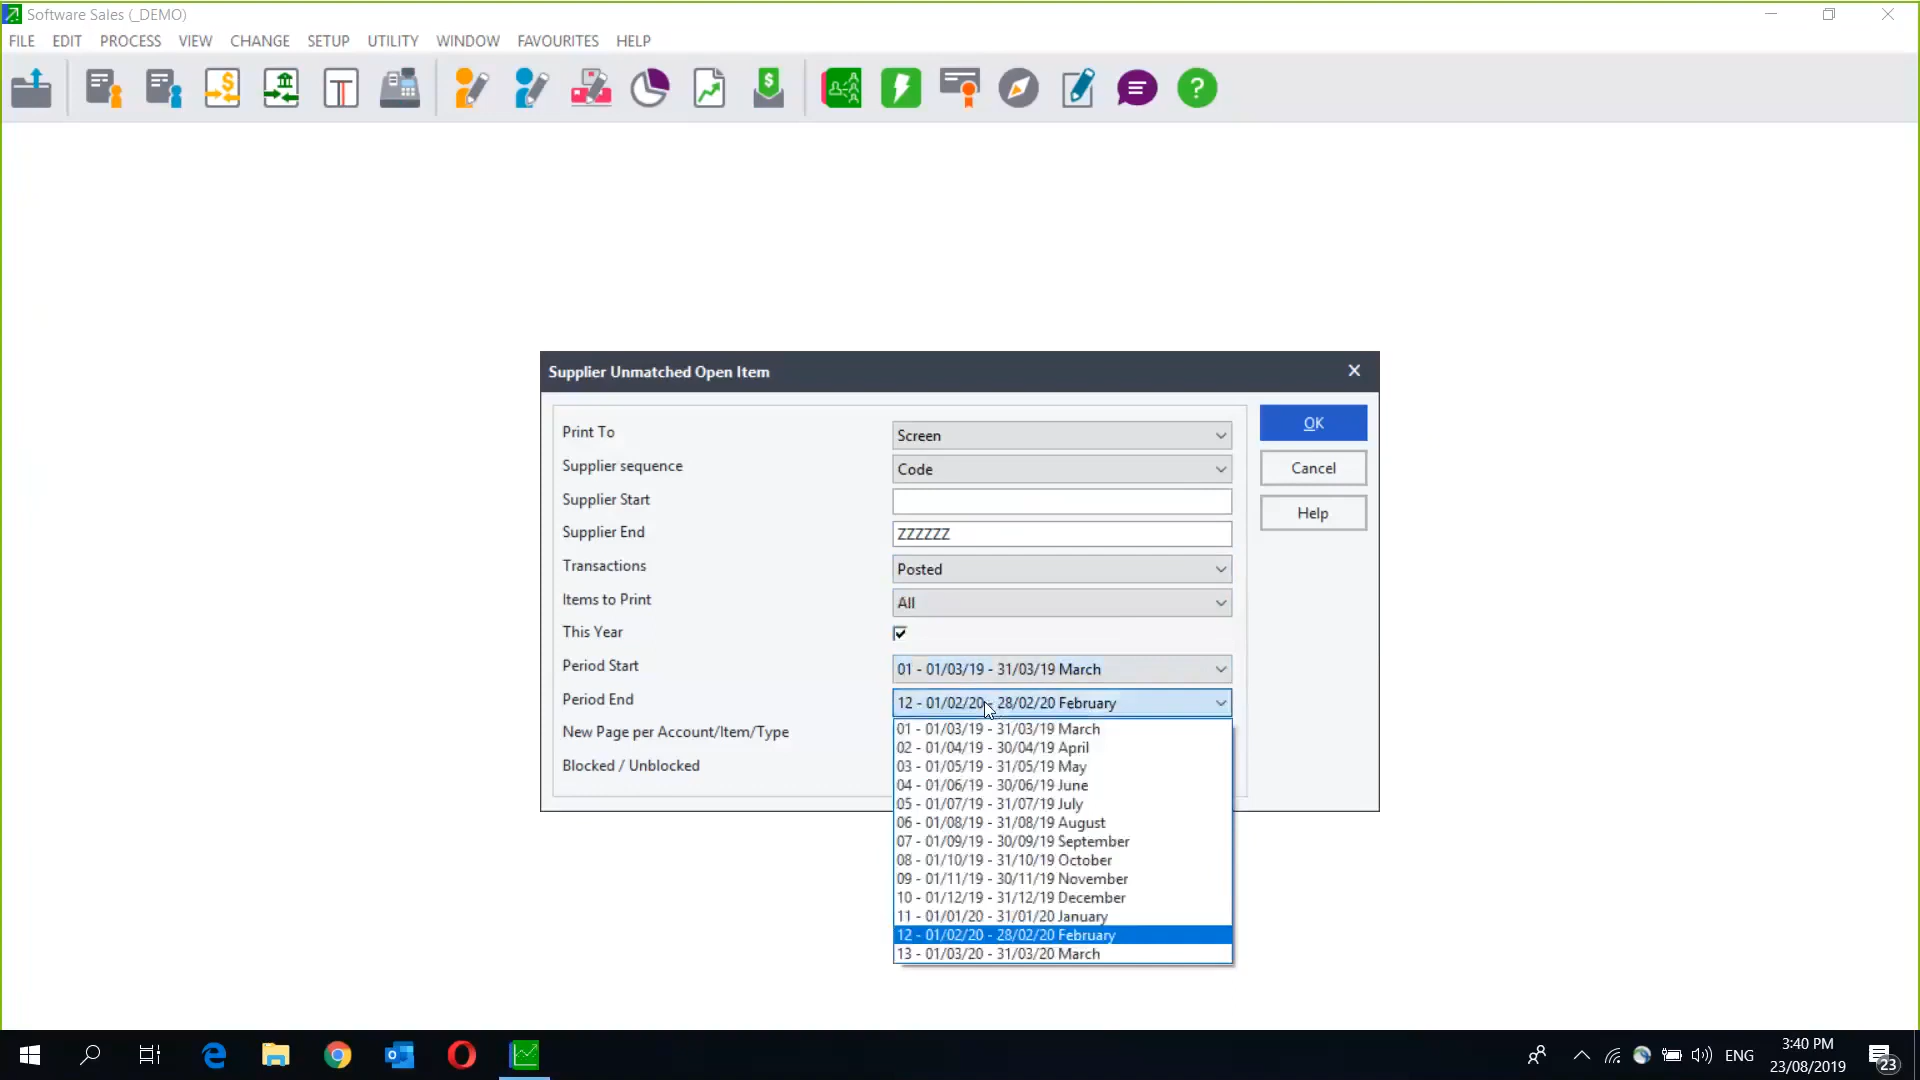 Software Sales (_DEMO)
FILE EDIT PROCESS VIEW CHANGE SETUP UTILITY WINDOW FAVOURITES HELP
Supplier Unmatched Open Item
Print To Screen
Supplier sequence Code
Supplier Start
Supplier End ZZZZZZ
Transactions Posted
Items to Print All
This Year
Period Start 01 - 01/03/19 - 31/03/19 March
Period End 12 - 01/02/20 - 28/02/20 February
New Page per Account/Item/Type
Blocked / Unblocked
01 - 01/03/19 - 31/03/19 March
02 - 01/04/19 - 30/04/19 April
03 - 01/05/19 - 31/05/19 May
04 - 01/06/19 - 30/06/19 June
05 - 01/07/19 - 31/07/19 July
06 - 01/08/19 - 31/08/19 August
07 - 01/09/19 - 30/09/19 September
08 - 01/10/19 - 31/10/19 October
09 - 01/11/19 - 30/11/19 November
10 - 01/12/19 - 31/12/19 December
11 - 01/01/20 - 31/01/20 January
12 - 01/02/20 - 28/02/20 February
13 - 01/03/20 - 31/03/20 March
OK
Cancel
Help
ENG
3:40 PM
23/08/2019
23